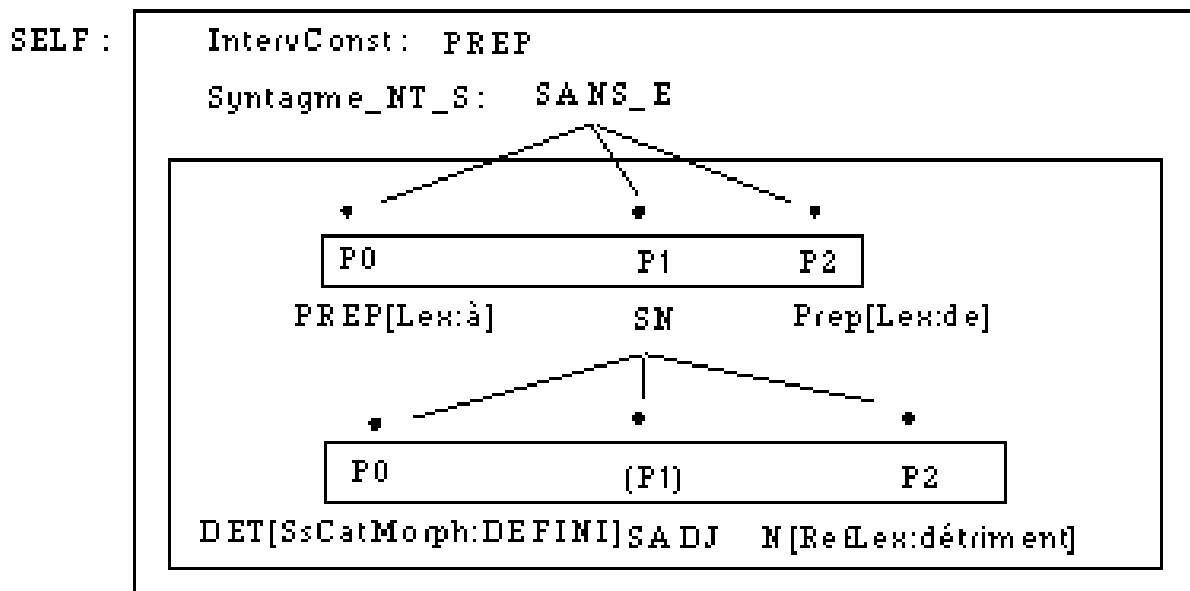 SELF : IntervConst: PREP
Syntagme_NT_S: SANS_E
P0 P1 P2
PREP[Lex:à] SN Prep[Lex:de]
P0 (P1) P2
DET[SsCatMorph:DEFINI] SADJ N[RefLex:détriment]